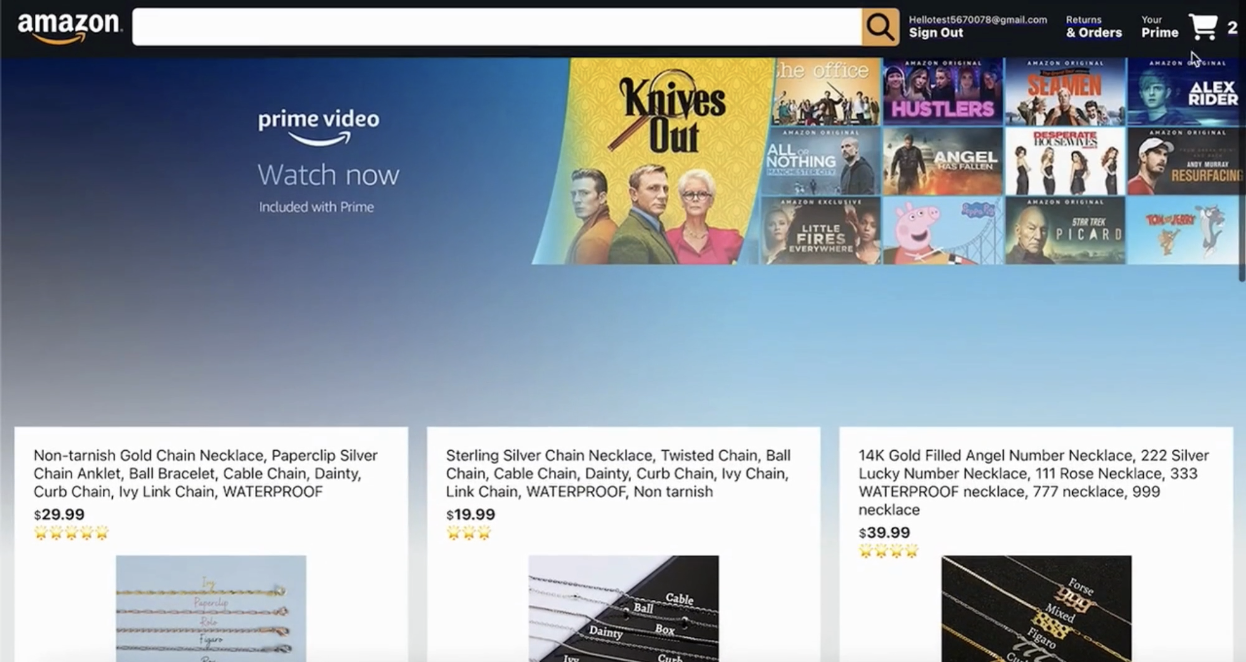 amazon
Hellotest5670078@gmail.com
Sign Out
Returns
& Orders
Your
Prime
2
prime video
Watch now
Included with Prime
Knives
Out
the office
AMAZON ORIGINAL
HUSTLERS
AMAZON ORIGINAL
SEAMEN
AMAZON ORIGINAL
ALEX
RIDER
AMAZON ORIGINAL
ALL OR
NOTHING
MANCHESTER CITY
ANGEL
HAS FALLEN
DESPERATE
HOUSEWIVES
AMAZON ORIGINAL
ANDY MURRAY
RESURFACING
AMAZON EXCLUSIVE
LITTLE
FIRES
EVERYWHERE
Peppa Pig
AMAZON ORIGINAL
STAR TREK
PICARD
TOM and JERRY
Non-tarnish Gold Chain Necklace, Paperclip Silver
Chain Anklet, Ball Bracelet, Cable Chain, Dainty,
Curb Chain, Ivy Link Chain, WATERPROOF
$29.99
Ivy
Paperclip
Rolo
Figaro
Sterling Silver Chain Necklace, Twisted Chain, Ball
Chain, Cable Chain, Dainty, Curb Chain, Ivy Chain,
Link Chain, WATERPROOF, Non tarnish
$19.99
Cable
Ball
Box
Dainty
Ivy
Curb
14K Gold Filled Angel Number Necklace, 222 Silver
Lucky Number Necklace, 111 Rose Necklace, 333
WATERPROOF necklace, 777 necklace, 999
necklace
$39.99
Forse
999
Mixed
888
Figaro